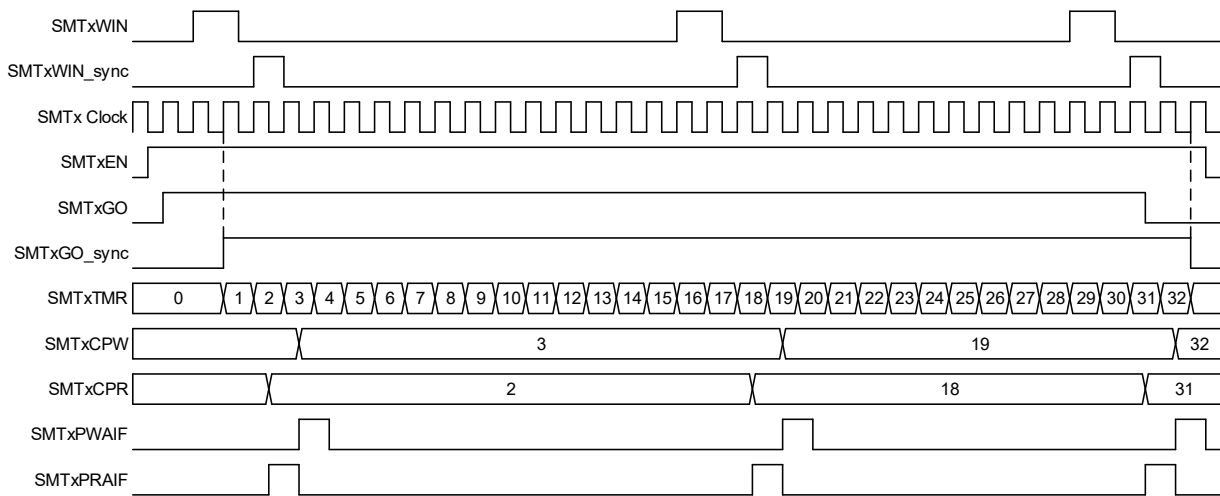 SMTxWIN
SMTxWIN_sync
SMTx Clock
SMTxEN
SMTxGO
SMTxGO_sync
SMTxTMR 0 1 2 3 4 5 6 7 8 9 10 11 12 13 14 15 16 17 18 19 20 21 22 23 24 25 26 27 28 29 30 31 32
SMTxCPW 3 19 32
SMTxCPR 2 18 31
SMTxPWAIF
SMTxPRAIF